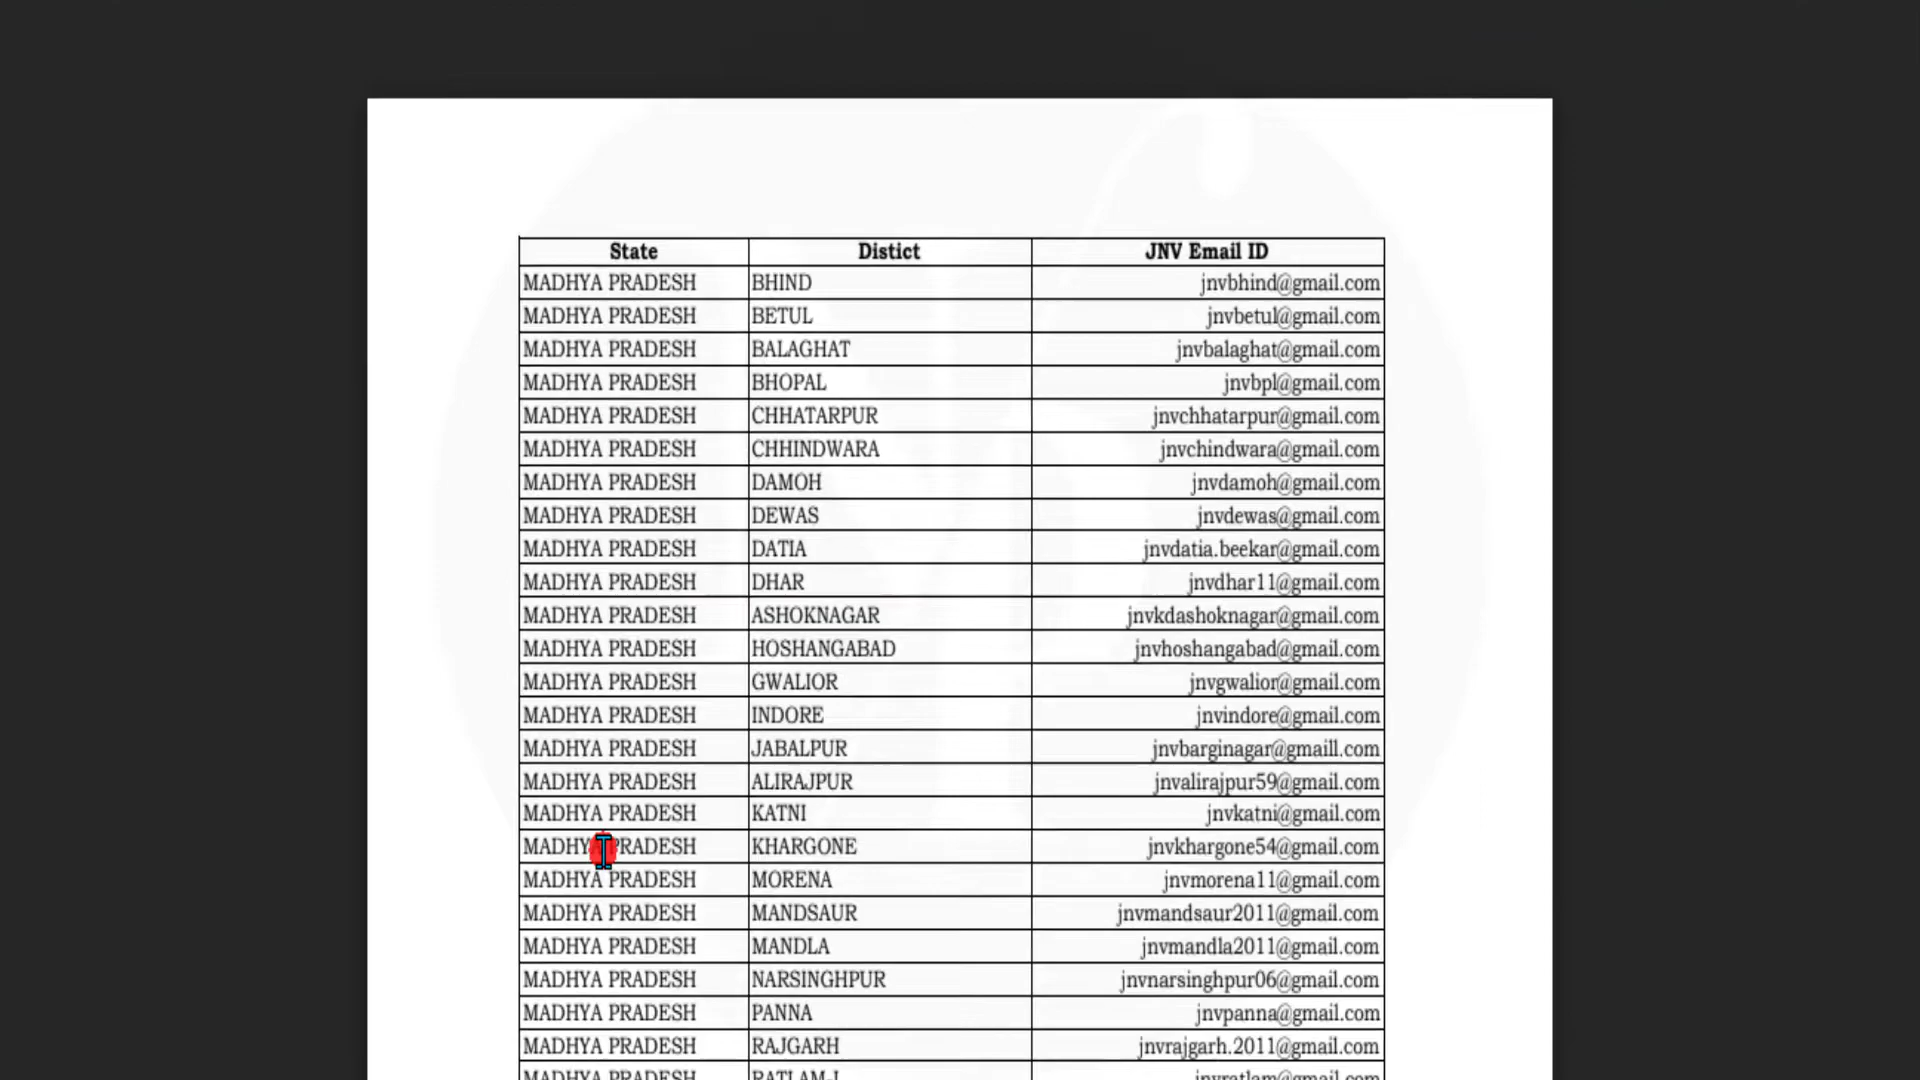 State Distict JNV Email ID
MADHYA PRADESH BHIND jnvbhind@gmail.com
MADHYA PRADESH BETUL jnvbetul@gmail.com
MADHYA PRADESH BALAGHAT jnvbalaghat@gmail.com
MADHYA PRADESH BHOPAL jnvbpl@gmail.com
MADHYA PRADESH CHHATARPUR jnvchhatarpur@gmail.com
MADHYA PRADESH CHHINDWARA jnvchindwara@gmail.com
MADHYA PRADESH DAMOH jnvdamoh@gmail.com
MADHYA PRADESH DEWAS jnvdewas@gmail.com
MADHYA PRADESH DATIA jnvdatia.beekar@gmail.com
MADHYA PRADESH DHAR jnvdhar11@gmail.com
MADHYA PRADESH ASHOKNAGAR jnvkdashoknagar@gmail.com
MADHYA PRADESH HOSHANGABAD jnvhoshangabad@gmail.com
MADHYA PRADESH GWALIOR jnvgwalior@gmail.com
MADHYA PRADESH INDORE jnvindore@gmail.com
MADHYA PRADESH JABALPUR jnvbarginagar@gmaill.com
MADHYA PRADESH ALIRAJPUR jnvalirajpur59@gmail.com
MADHYA PRADESH KATNI jnvkatni@gmail.com
MADHYA PRADESH KHARGONE jnvkhargone54@gmail.com
MADHYA PRADESH MORENA jnvmorena11@gmail.com
MADHYA PRADESH MANDSAUR jnvmandsaur2011@gmail.com
MADHYA PRADESH MANDLA jnvmandla2011@gmail.com
MADHYA PRADESH NARSINGHPUR jnvnarsinghpur06@gmail.com
MADHYA PRADESH PANNA jnvpanna@gmail.com
MADHYA PRADESH RAJGARH jnvrajgarh.2011@gmail.com
MADHYA PRADESH jnvratlam@gmail.com